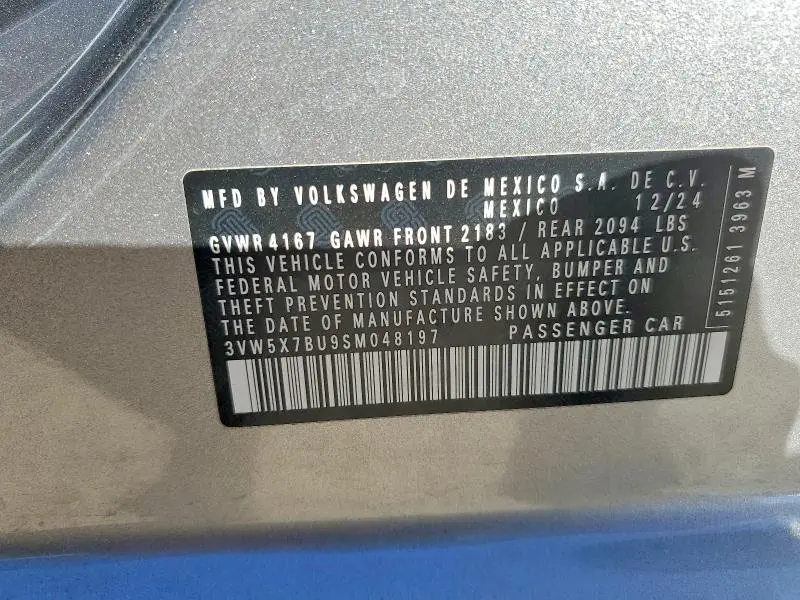 MFD BY VOLKSWAGEN DE MEXICO S.A. DE C.V.
MEXICO 12/24
GVWR 4167 GAWR FRONT 2183 / REAR 2094 LBS
THIS VEHICLE CONFORMS TO ALL APPLICABLE U.S.
FEDERAL MOTOR VEHICLE SAFETY, BUMPER AND
THEFT PREVENTION STANDARDS IN EFFECT ON
THE DATE OF MANUFACTURE SHOWN ABOVE.
3VW5X7BU9SM048197 PASSENGER CAR
5151261 3963 M